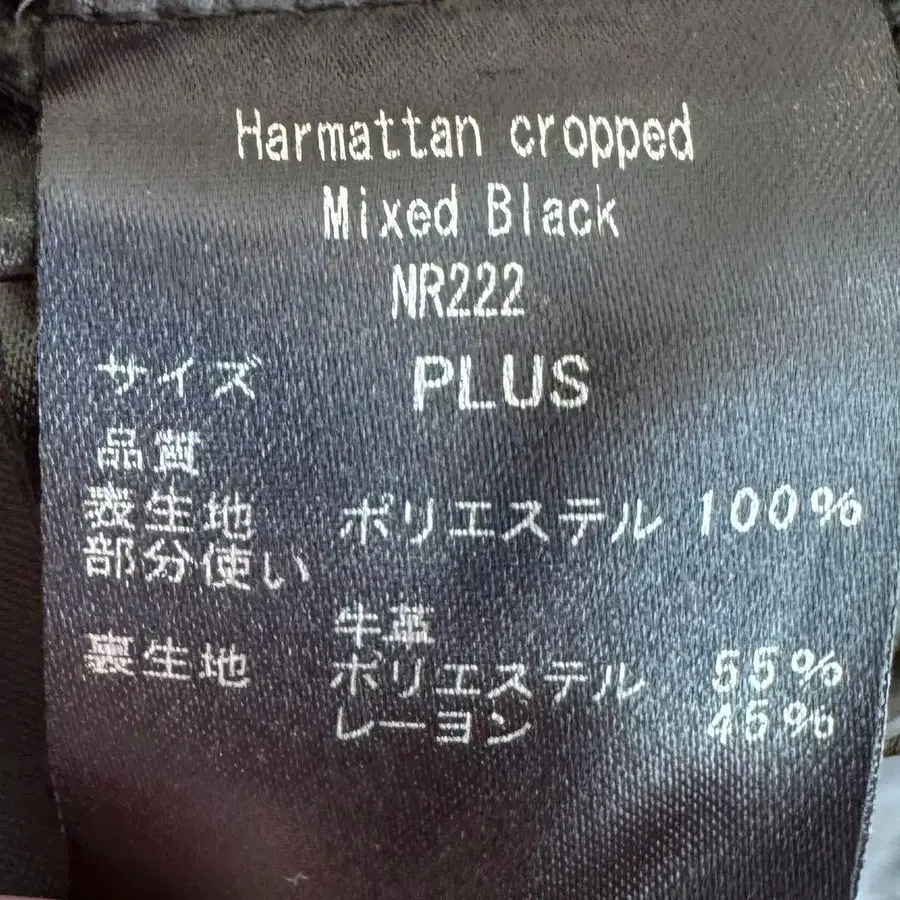 Harmattan cropped
Mixed Black
NR222
サイズ PLUS
品質
表生地 ポリエステル 100%
部分使い
牛革
裏生地 ポリエステル 55%
レーヨン 45%